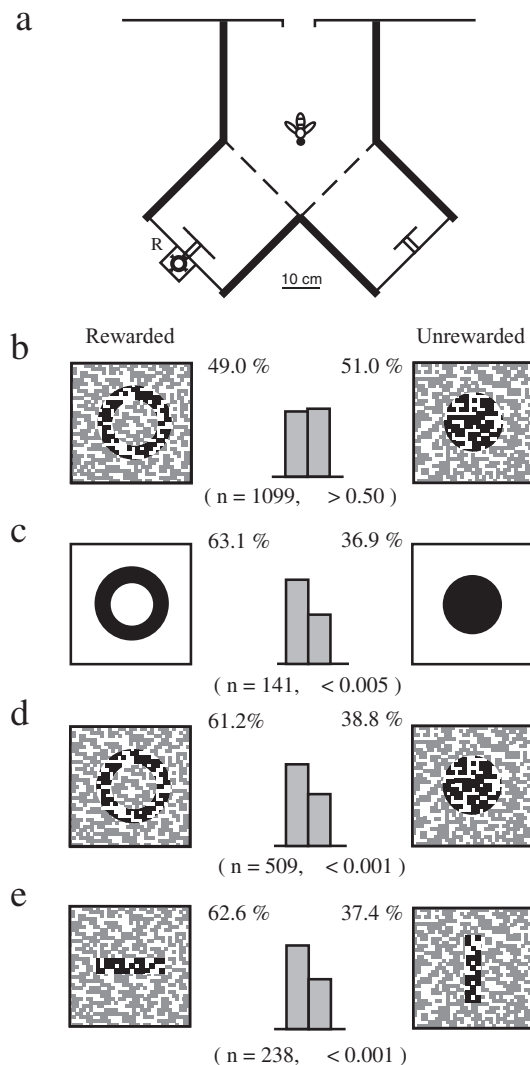 a
R
10 cm
Rewarded
Unrewarded
b
49.0 %
51.0 %
( n = 1099, > 0.50 )
c
63.1 %
36.9 %
( n = 141, < 0.005 )
d
61.2%
38.8 %
( n = 509, < 0.001 )
e
62.6 %
37.4 %
( n = 238, < 0.001 )